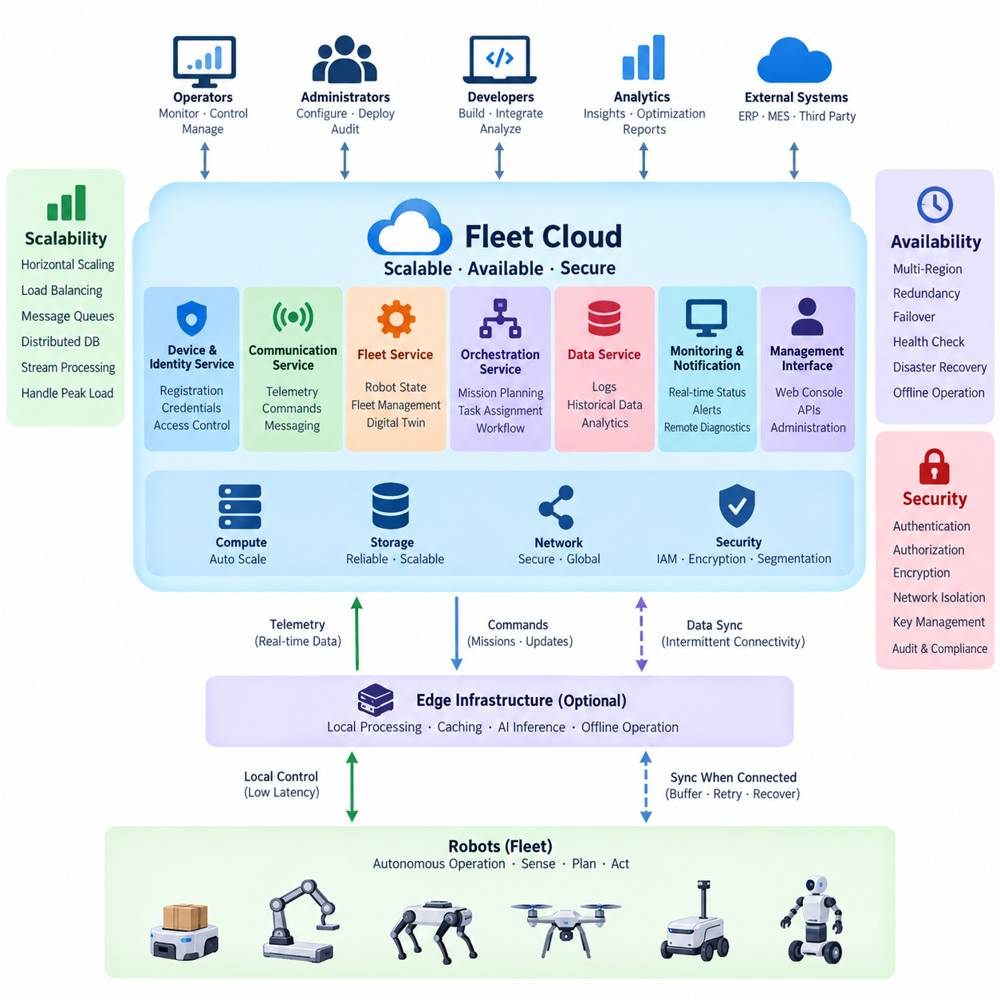 Operators
Monitor · Control
Manage
Administrators
Configure · Deploy
Audit
Developers
Build · Integrate
Analyze
Analytics
Insights · Optimization
Reports
External Systems
ERP · MES · Third Party
Scalability
Horizontal Scaling
Load Balancing
Message Queues
Distributed DB
Stream Processing
Handle Peak Load
Fleet Cloud
Scalable · Available · Secure
Device &
Identity Service
Registration
Credentials
Access Control
Communication
Service
Telemetry
Commands
Messaging
Fleet Service
Robot State
Fleet Management
Digital Twin
Orchestration
Service
Mission Planning
Task Assignment
Workflow
Data Service
Logs
Historical Data
Analytics
Monitoring &
Notification
Real-time Status
Alerts
Remote Diagnostics
Management
Interface
Web Console
APIs
Administration
Compute
Auto Scale
Storage
Reliable · Scalable
Network
Secure · Global
Security
IAM · Encryption · Segmentation
Availability
Multi-Region
Redundancy
Failover
Health Check
Disaster Recovery
Offline Operation
Security
Authentication
Authorization
Encryption
Network Isolation
Key Management
Audit & Compliance
Telemetry
(Real-time Data)
Commands
(Missions · Updates)
Data Sync
(Intermittent Connectivity)
Edge Infrastructure (Optional)
Local Processing · Caching · AI Inference · Offline Operation
Local Control
(Low Latency)
Sync When Connected
(Buffer · Retry · Recover)
Robots (Fleet)
Autonomous Operation · Sense · Plan · Act